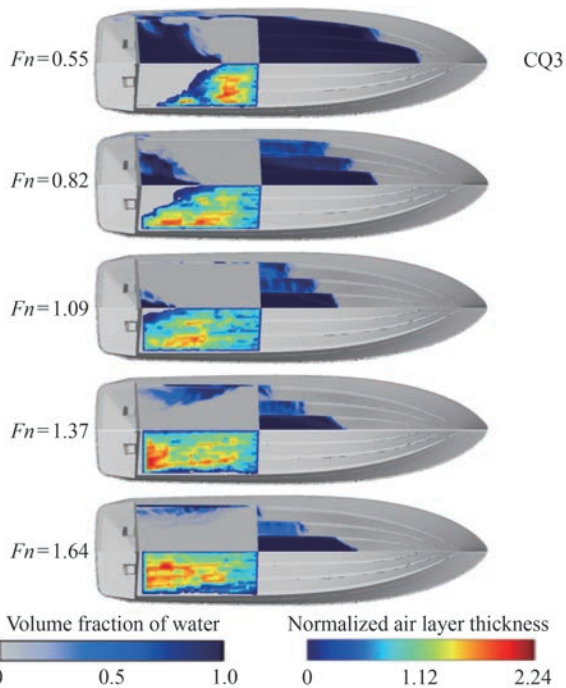 Fn=0.55
CQ3
Fn=0.82
Fn=1.09
Fn=1.37
Fn=1.64
Volume fraction of water Normalized air layer thickness
0 0.5 1.0 0 1.12 2.24